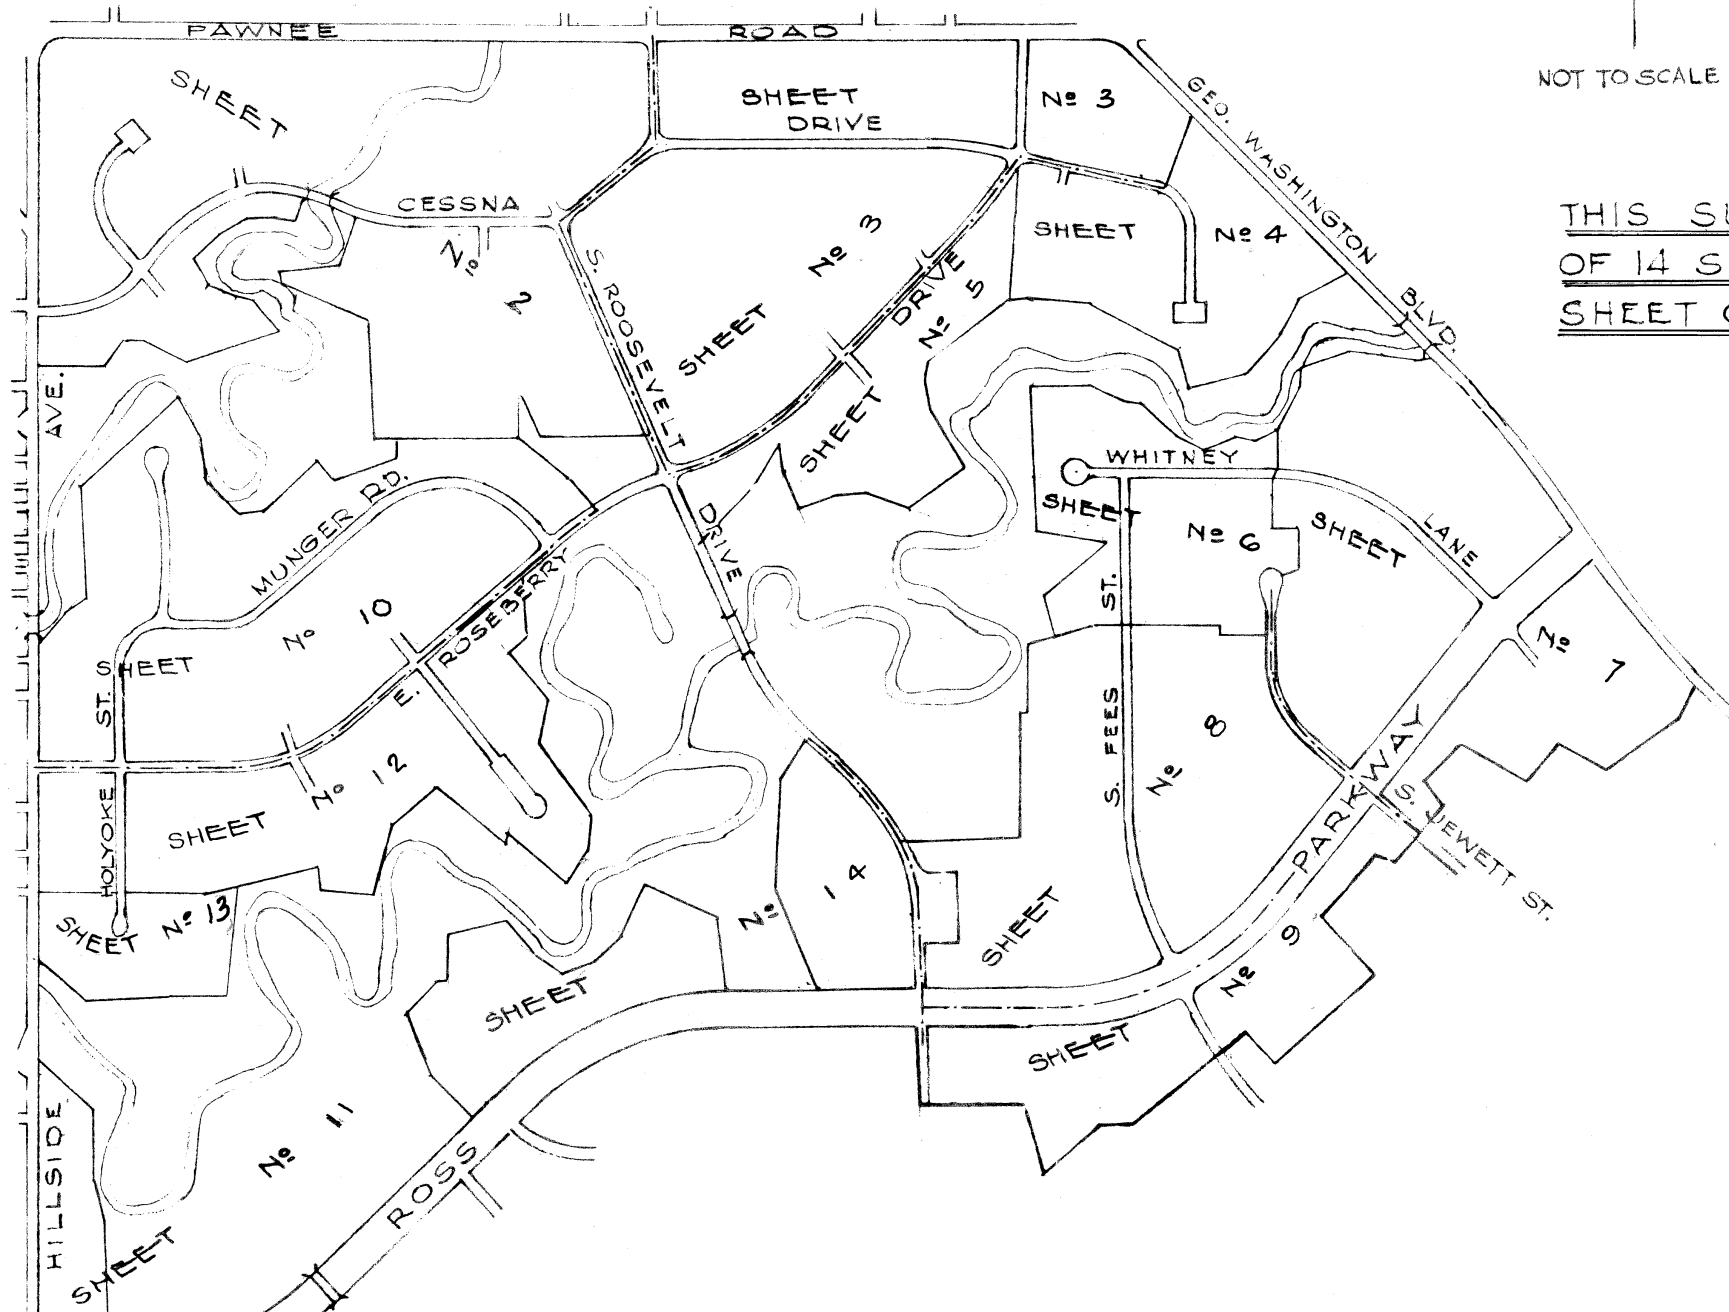 PAWNEE ROAD
NOT TO SCALE
SHEET
SHEET
DRIVE
Nº 3
GEO. WASHINGTON BLVD.
CESSNA
Nº 2
S. ROOSEVELT
SHEET Nº 3
DRIVE
SHEET Nº 5
SHEET Nº 4
THIS
OF 14
SHEET
AVE.
WHITNEY
LANE
SHEET Nº 6
SHEET
Nº 7
MUNGER RD.
DRIVE
SHEET Nº 10
E. ROSEBERRY
ST.
ST.
S. FEES
Nº 8
SHEET
HOLYOKE
SHEET Nº 12
PARKWAY
S. JEWETT ST.
SHEET Nº 13
SHEET
Nº 14
SHEET
Nº 9
HILLSIDE
SHEET
Nº 11
ROSS